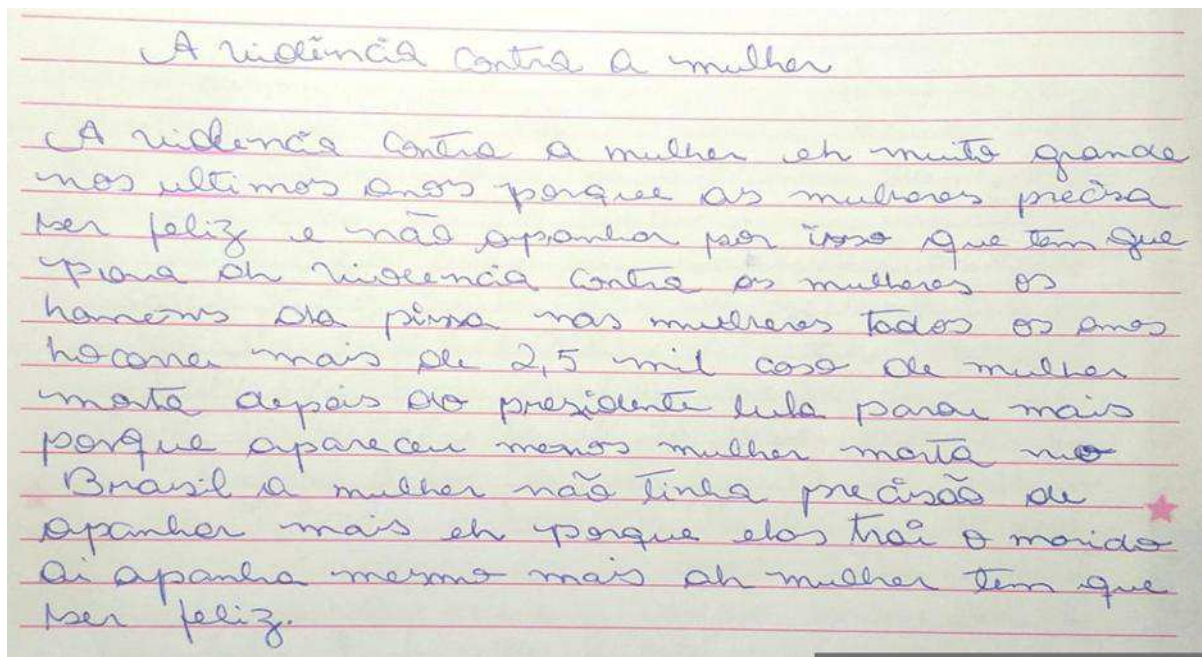 A violência contra a mulher
A violencia contra a mulher eh muito grande
nos ultimos anos porque as mulheres precisa
ser feliz e não apanhar por isso que tem que
para ah violencia contra as mulheres os
homens da pissa nas mulheres todos os anos
hocorre mais de 2,5 mil caso de mulher
morta depois do prezidente lula parou mais
porque apareceu menos mulher morta no
Brasil a mulher não tinha precisão de
apanhar mais eh porque elas trai o marido
ai apanha mesmo mais ah mulher tem que
ser feliz.